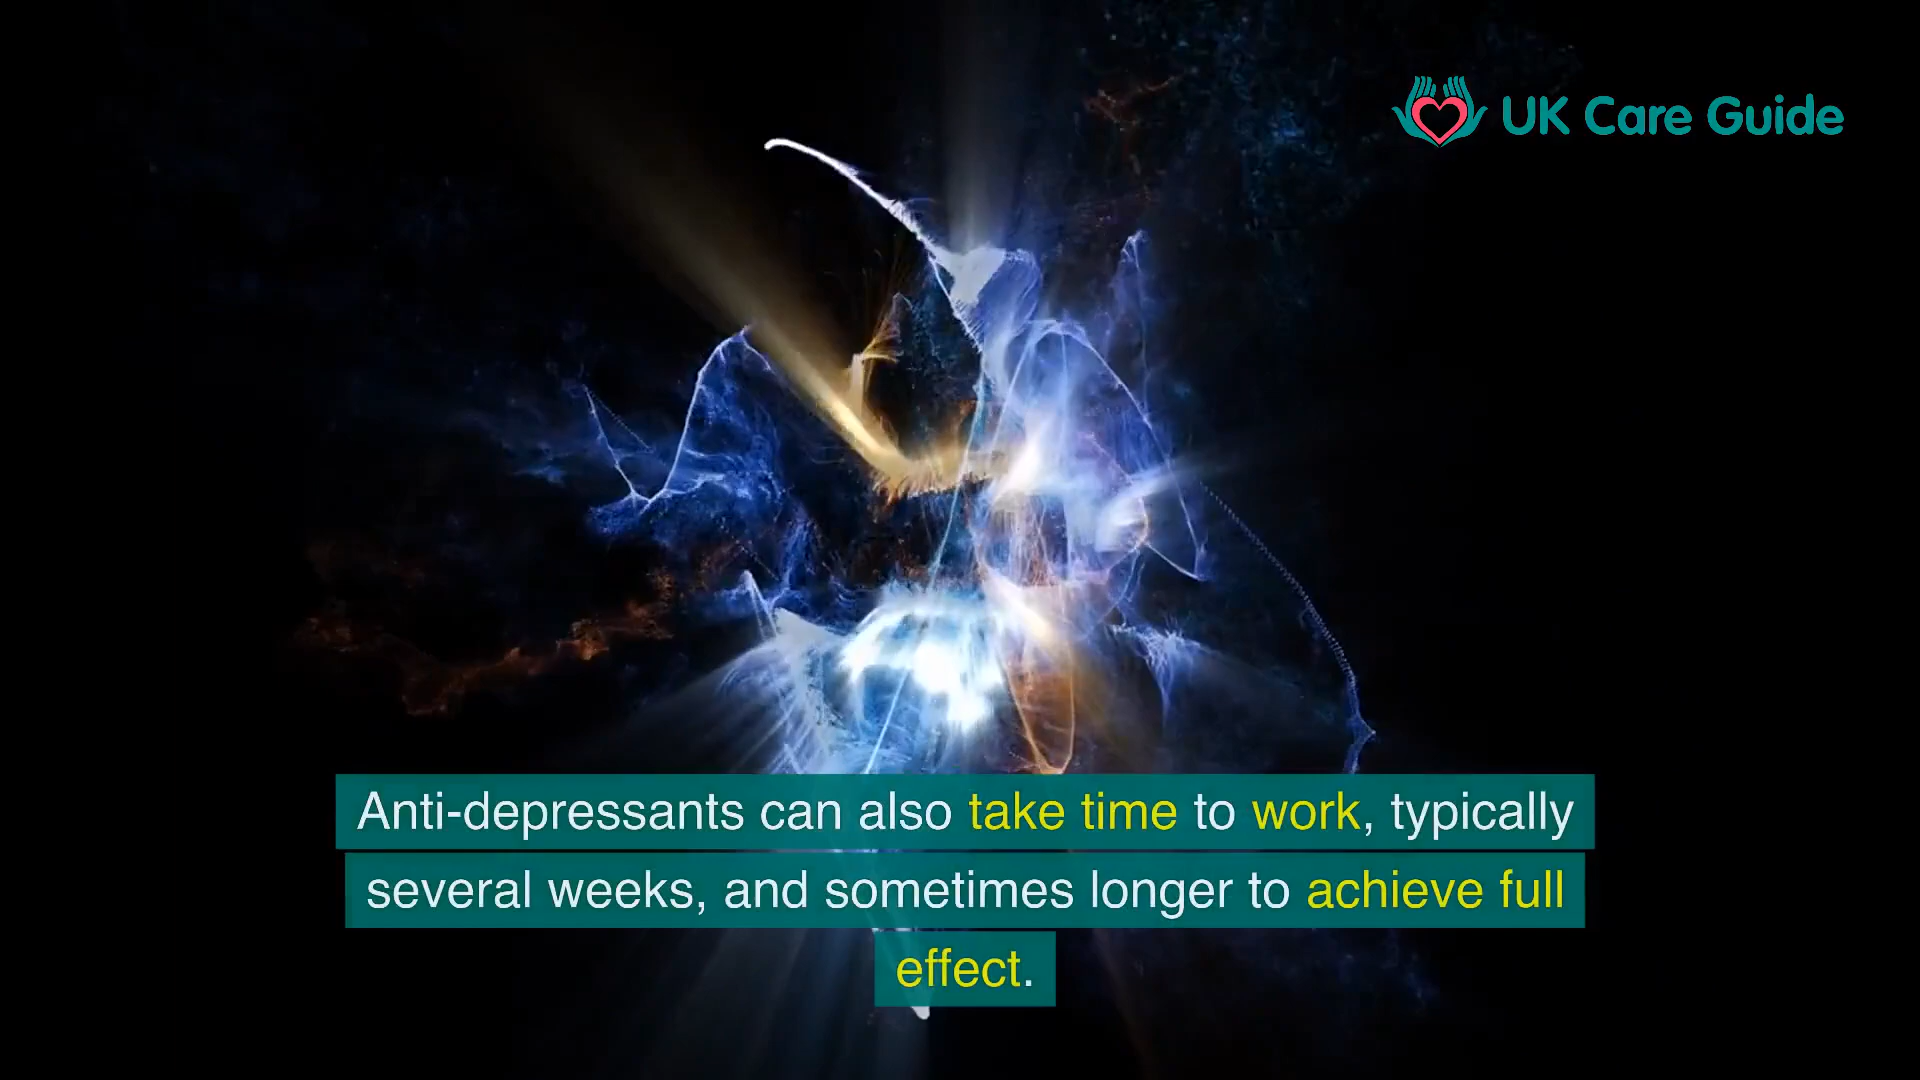 UK Care Guide
Anti-depressants can also take time to work, typically
several weeks, and sometimes longer to achieve full
effect.